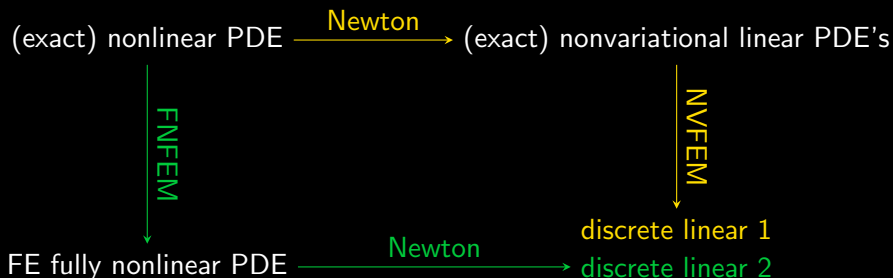 Newton
(exact) nonlinear PDE
(exact) nonvariational linear PDE's
FNFEM
NVFEM
discrete linear 1
Newton
FE fully nonlinear PDE
discrete linear 2